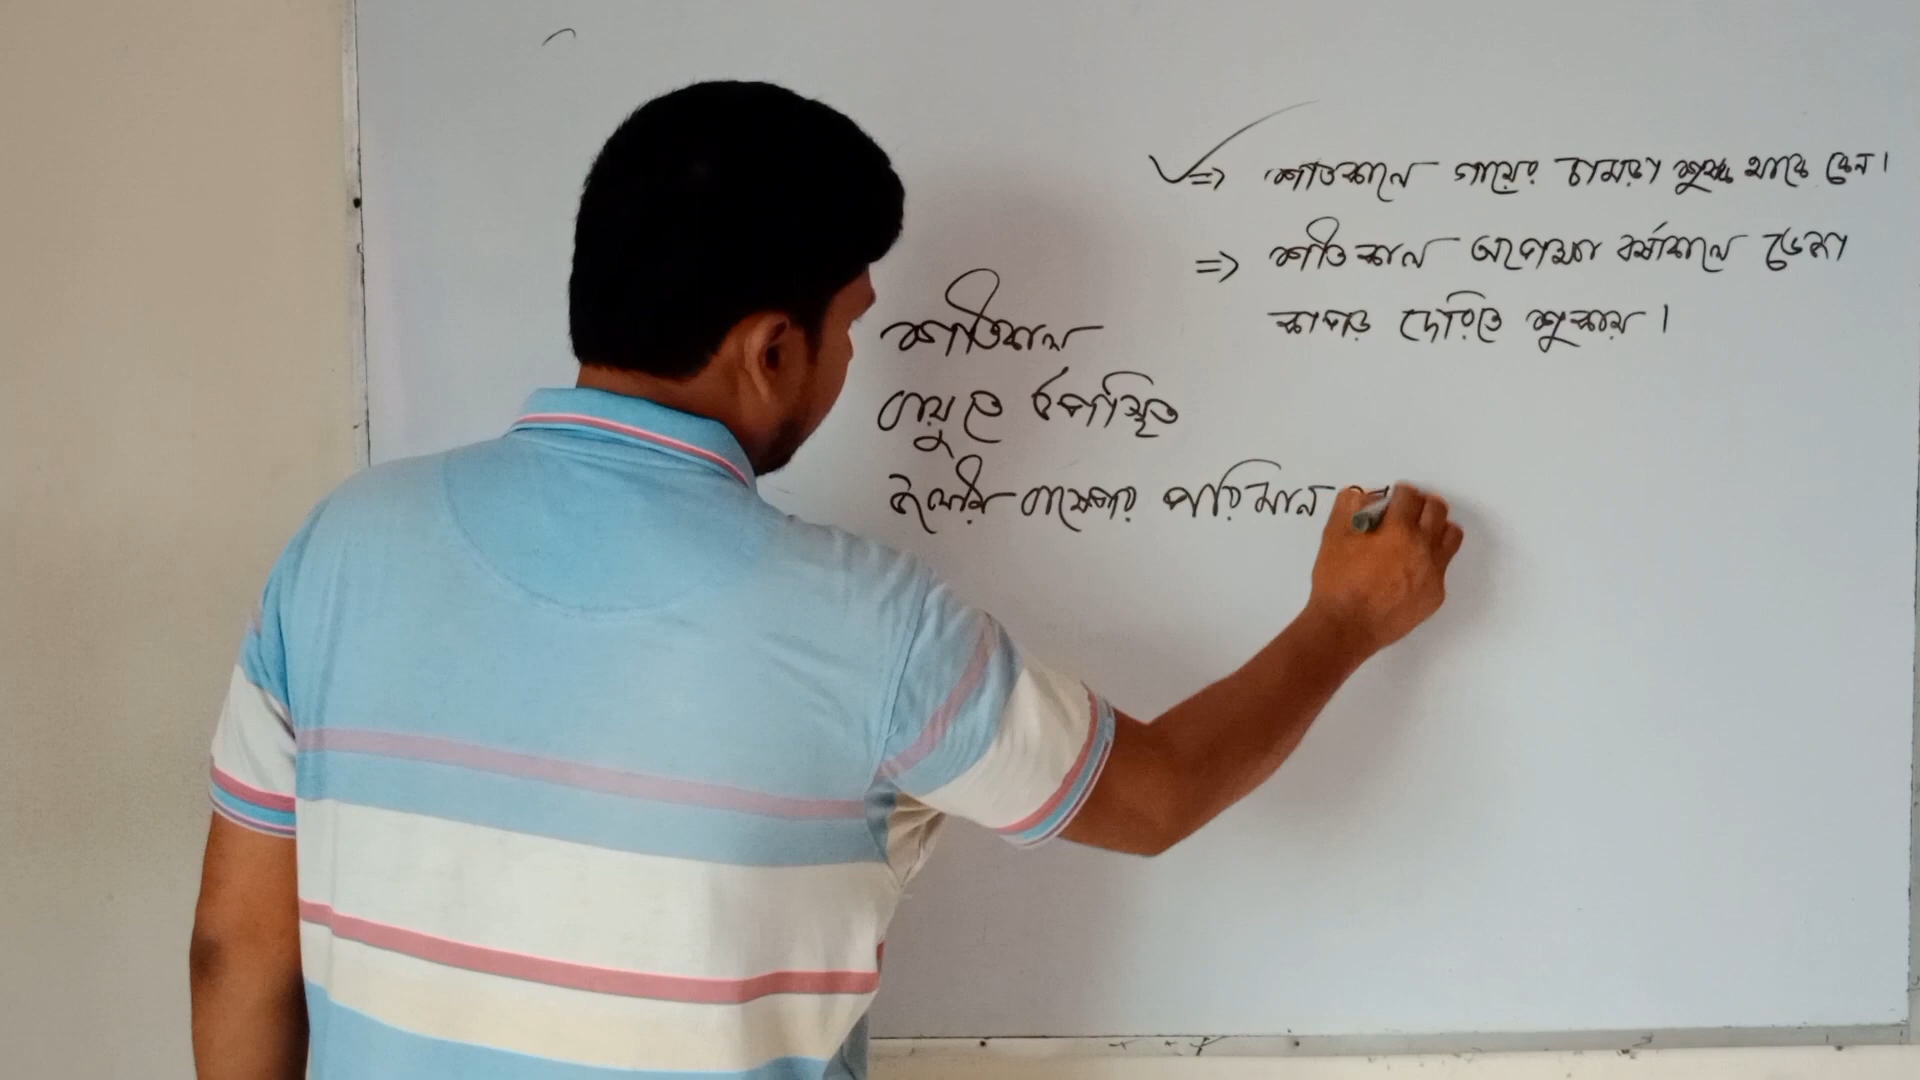 => শীতকালে গায়ের চামড়া শুষ্ক থাকে কেন।
=> শীতকাল অপেক্ষা বর্ষাকালে ভেজা
কাপড় দেরিতে শুকায়।
শীতকাল
বায়ুতে উপস্থিত
জলীয় বাষ্পের পরিমান